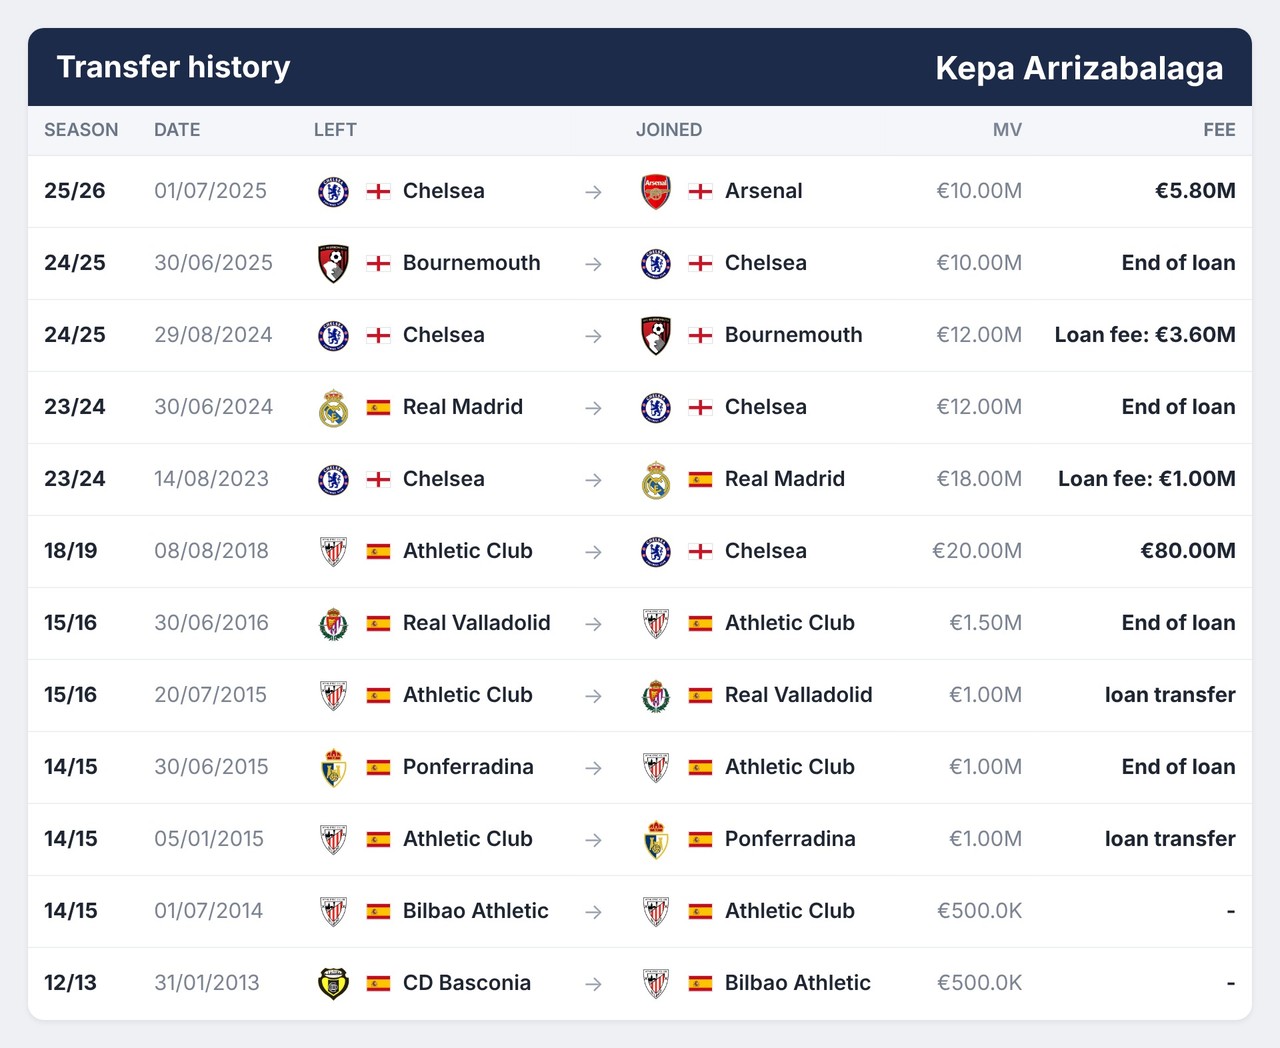 Transfer history Kepa Arrizabalaga
SEASON DATE LEFT JOINED MV FEE
25/26 01/07/2025 Chelsea → Arsenal €10.00M €5.80M
24/25 30/06/2025 Bournemouth → Chelsea €10.00M End of loan
24/25 29/08/2024 Chelsea → Bournemouth €12.00M Loan fee: €3.60M
23/24 30/06/2024 Real Madrid → Chelsea €12.00M End of loan
23/24 14/08/2023 Chelsea → Real Madrid €18.00M Loan fee: €1.00M
18/19 08/08/2018 Athletic Club → Chelsea €20.00M €80.00M
15/16 30/06/2016 Real Valladolid → Athletic Club €1.50M End of loan
15/16 20/07/2015 Athletic Club → Real Valladolid €1.00M loan transfer
14/15 30/06/2015 Ponferradina → Athletic Club €1.00M End of loan
14/15 05/01/2015 Athletic Club → Ponferradina €1.00M loan transfer
14/15 01/07/2014 Bilbao Athletic → Athletic Club €500.0K -
12/13 31/01/2013 CD Basconia → Bilbao Athletic €500.0K -